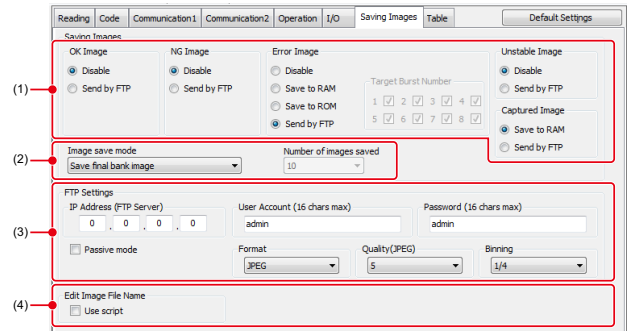 Reading Code Communication1 Communication2 Operation I/O Saving Images Table Default Settings
Saving Images
OK Image NG Image Error Image Unstable Image
Disable Disable Disable Disable
Send by FTP Send by FTP Save to RAM Target Burst Number Send by FTP
(1) Save to ROM 1 2 3 4 Captured Image
Send by FTP 5 6 7 8 Save to RAM
Send by FTP
(2) Image save mode Number of images saved
Save final bank image 10
FTP Settings
IP Address (FTP Server) User Account (16 chars max) Password (16 chars max)
0 . 0 . 0 . 0 admin admin
(3)
Passive mode Format Quality(JPEG) Binning
JPEG 5 1/4
Edit Image File Name
(4) Use script